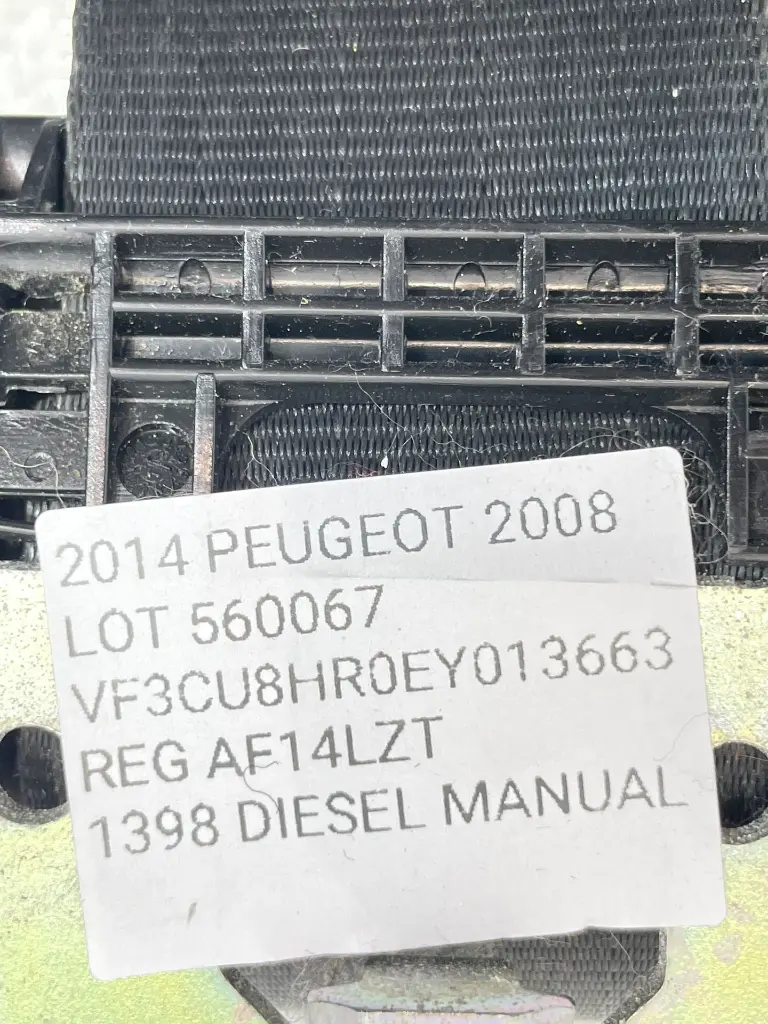 2014 PEUGEOT 2008
LOT 560067
VF3CU8HR0EY013663
REG AF14LZT
1398 DIESEL MANUAL